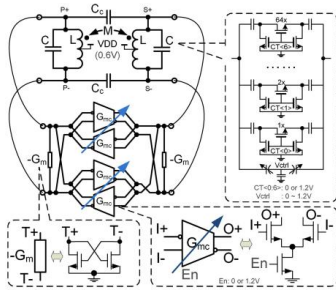 P+ Cc S+
M
C L VDD L C
(0.6V)
Cc
P- S-
64x
CT<6>
2x
CT<1>
1x
CT<0>
Vctrl
CT<0:6>: 0 or 1.2V
Vctrl : 0 ~ 1.2V
-Gm Gmc -Gm
Gmc
Gmc
Gmc
T+ T+ T-
-Gm
T-
I+ O+
I- Gmc O-
En
O+ O-
I+ I-
En
En: 0 or 1.2V